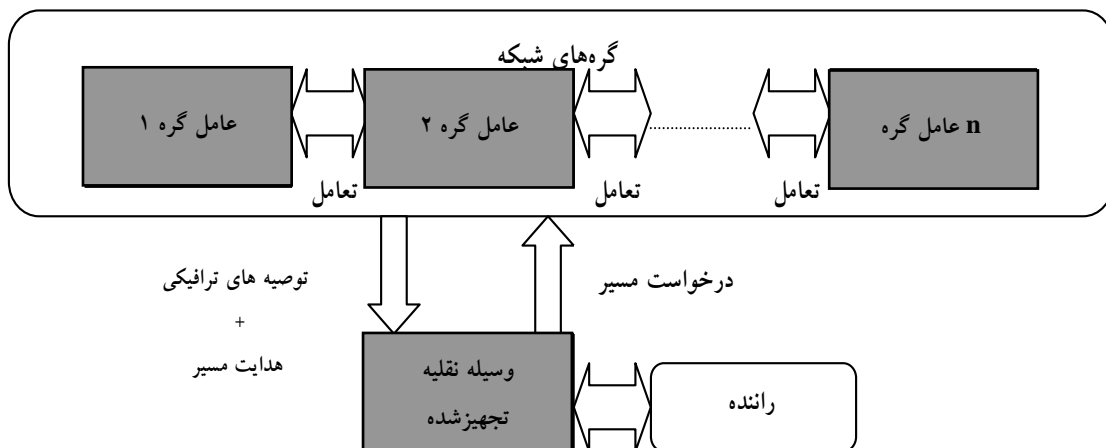 گره‌های شبکه
عامل گره ۱
عامل گره ۲
......................
n عامل گره
تعامل
تعامل
تعامل
توصیه های ترافیکی
+
هدایت مسیر
درخواست مسیر
وسیله نقلیه
تجهیزشده
راننده